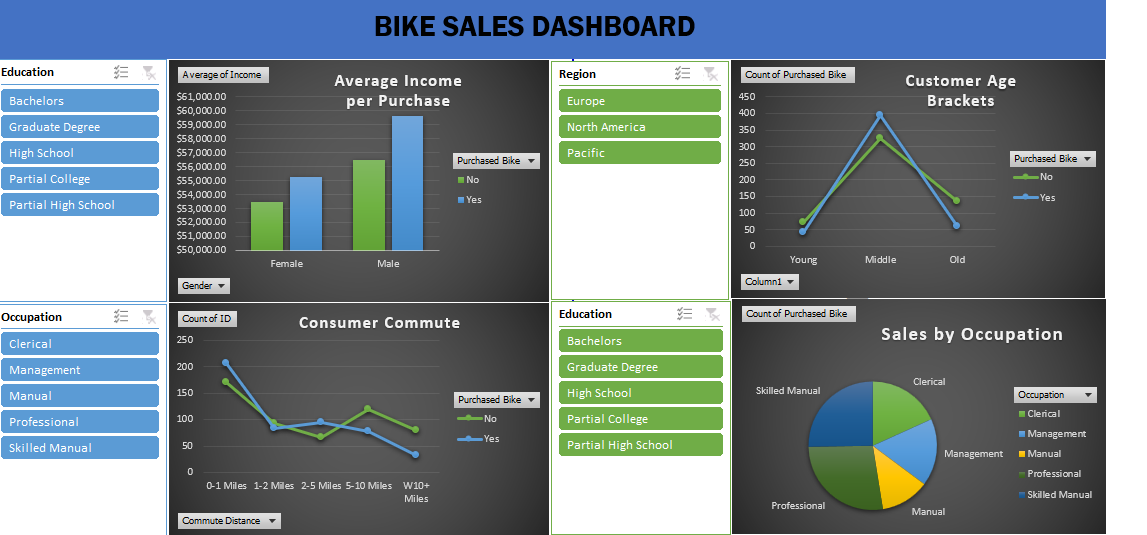 BIKE SALES DASHBOARD
Education
Bachelors
Graduate Degree
High School
Partial College
Partial High School
Average of Income
Average Income
per Purchase
$61,000.00
$60,000.00
$59,000.00
$58,000.00
$57,000.00
$56,000.00
$55,000.00
$54,000.00
$53,000.00
$52,000.00
$51,000.00
$50,000.00
Female
Male
Purchased Bike
No
Yes
Gender
Region
Europe
North America
Pacific
Count of Purchased Bike
Customer Age
Brackets
450
400
350
300
250
200
150
100
50
0
Young
Middle
Old
Purchased Bike
No
Yes
Column1
Occupation
Clerical
Management
Manual
Professional
Skilled Manual
Count of ID
Consumer Commute
250
200
150
100
50
0
0-1 Miles
1-2 Miles
2-5 Miles
5-10 Miles
W10+
Miles
Purchased Bike
No
Yes
Commute Distance
Education
Bachelors
Graduate Degree
High School
Partial College
Partial High School
Count of Purchased Bike
Sales by Occupation
Skilled Manual
Clerical
Management
Manual
Professional
Occupation
Clerical
Management
Manual
Professional
Skilled Manual